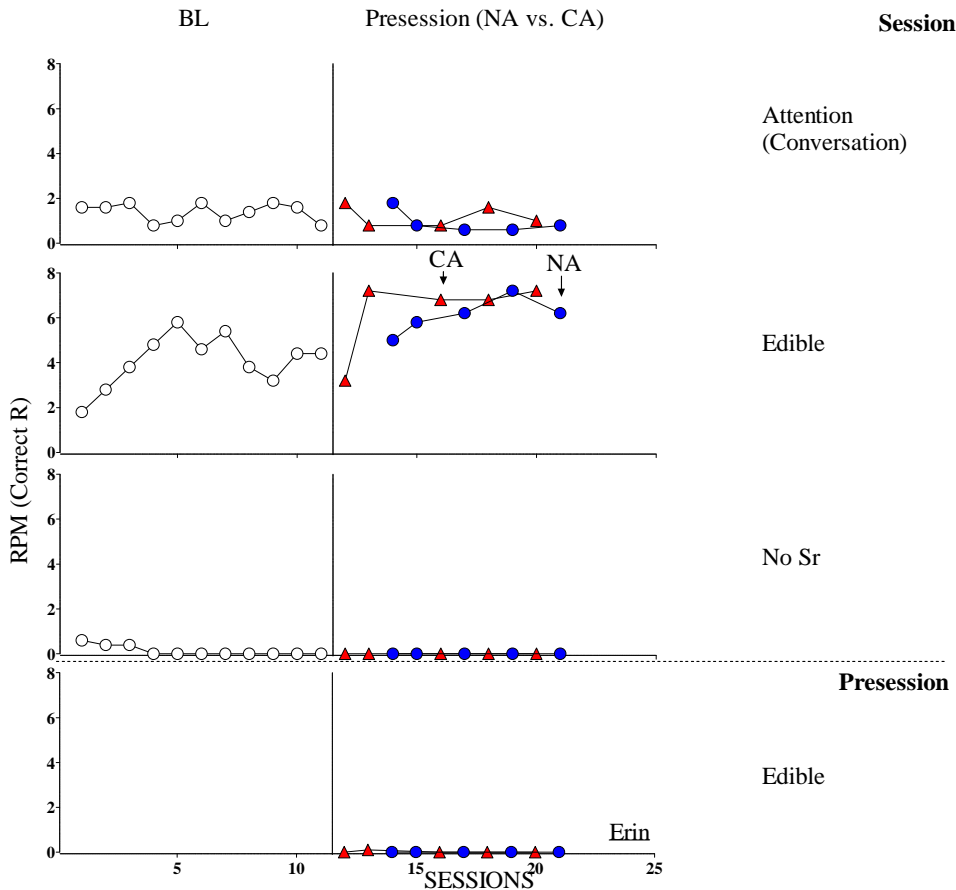 BL Presession (NA vs. CA)
Session
8
6
4
2
0
Attention
(Conversation)
CA NA
8
6
4
2
0
Edible
RPM (Correct R)
8
6
4
2
0
No Sr
Presession
8
6
4
2
0
Edible
Erin
5 10 15 20 25
SESSIONS